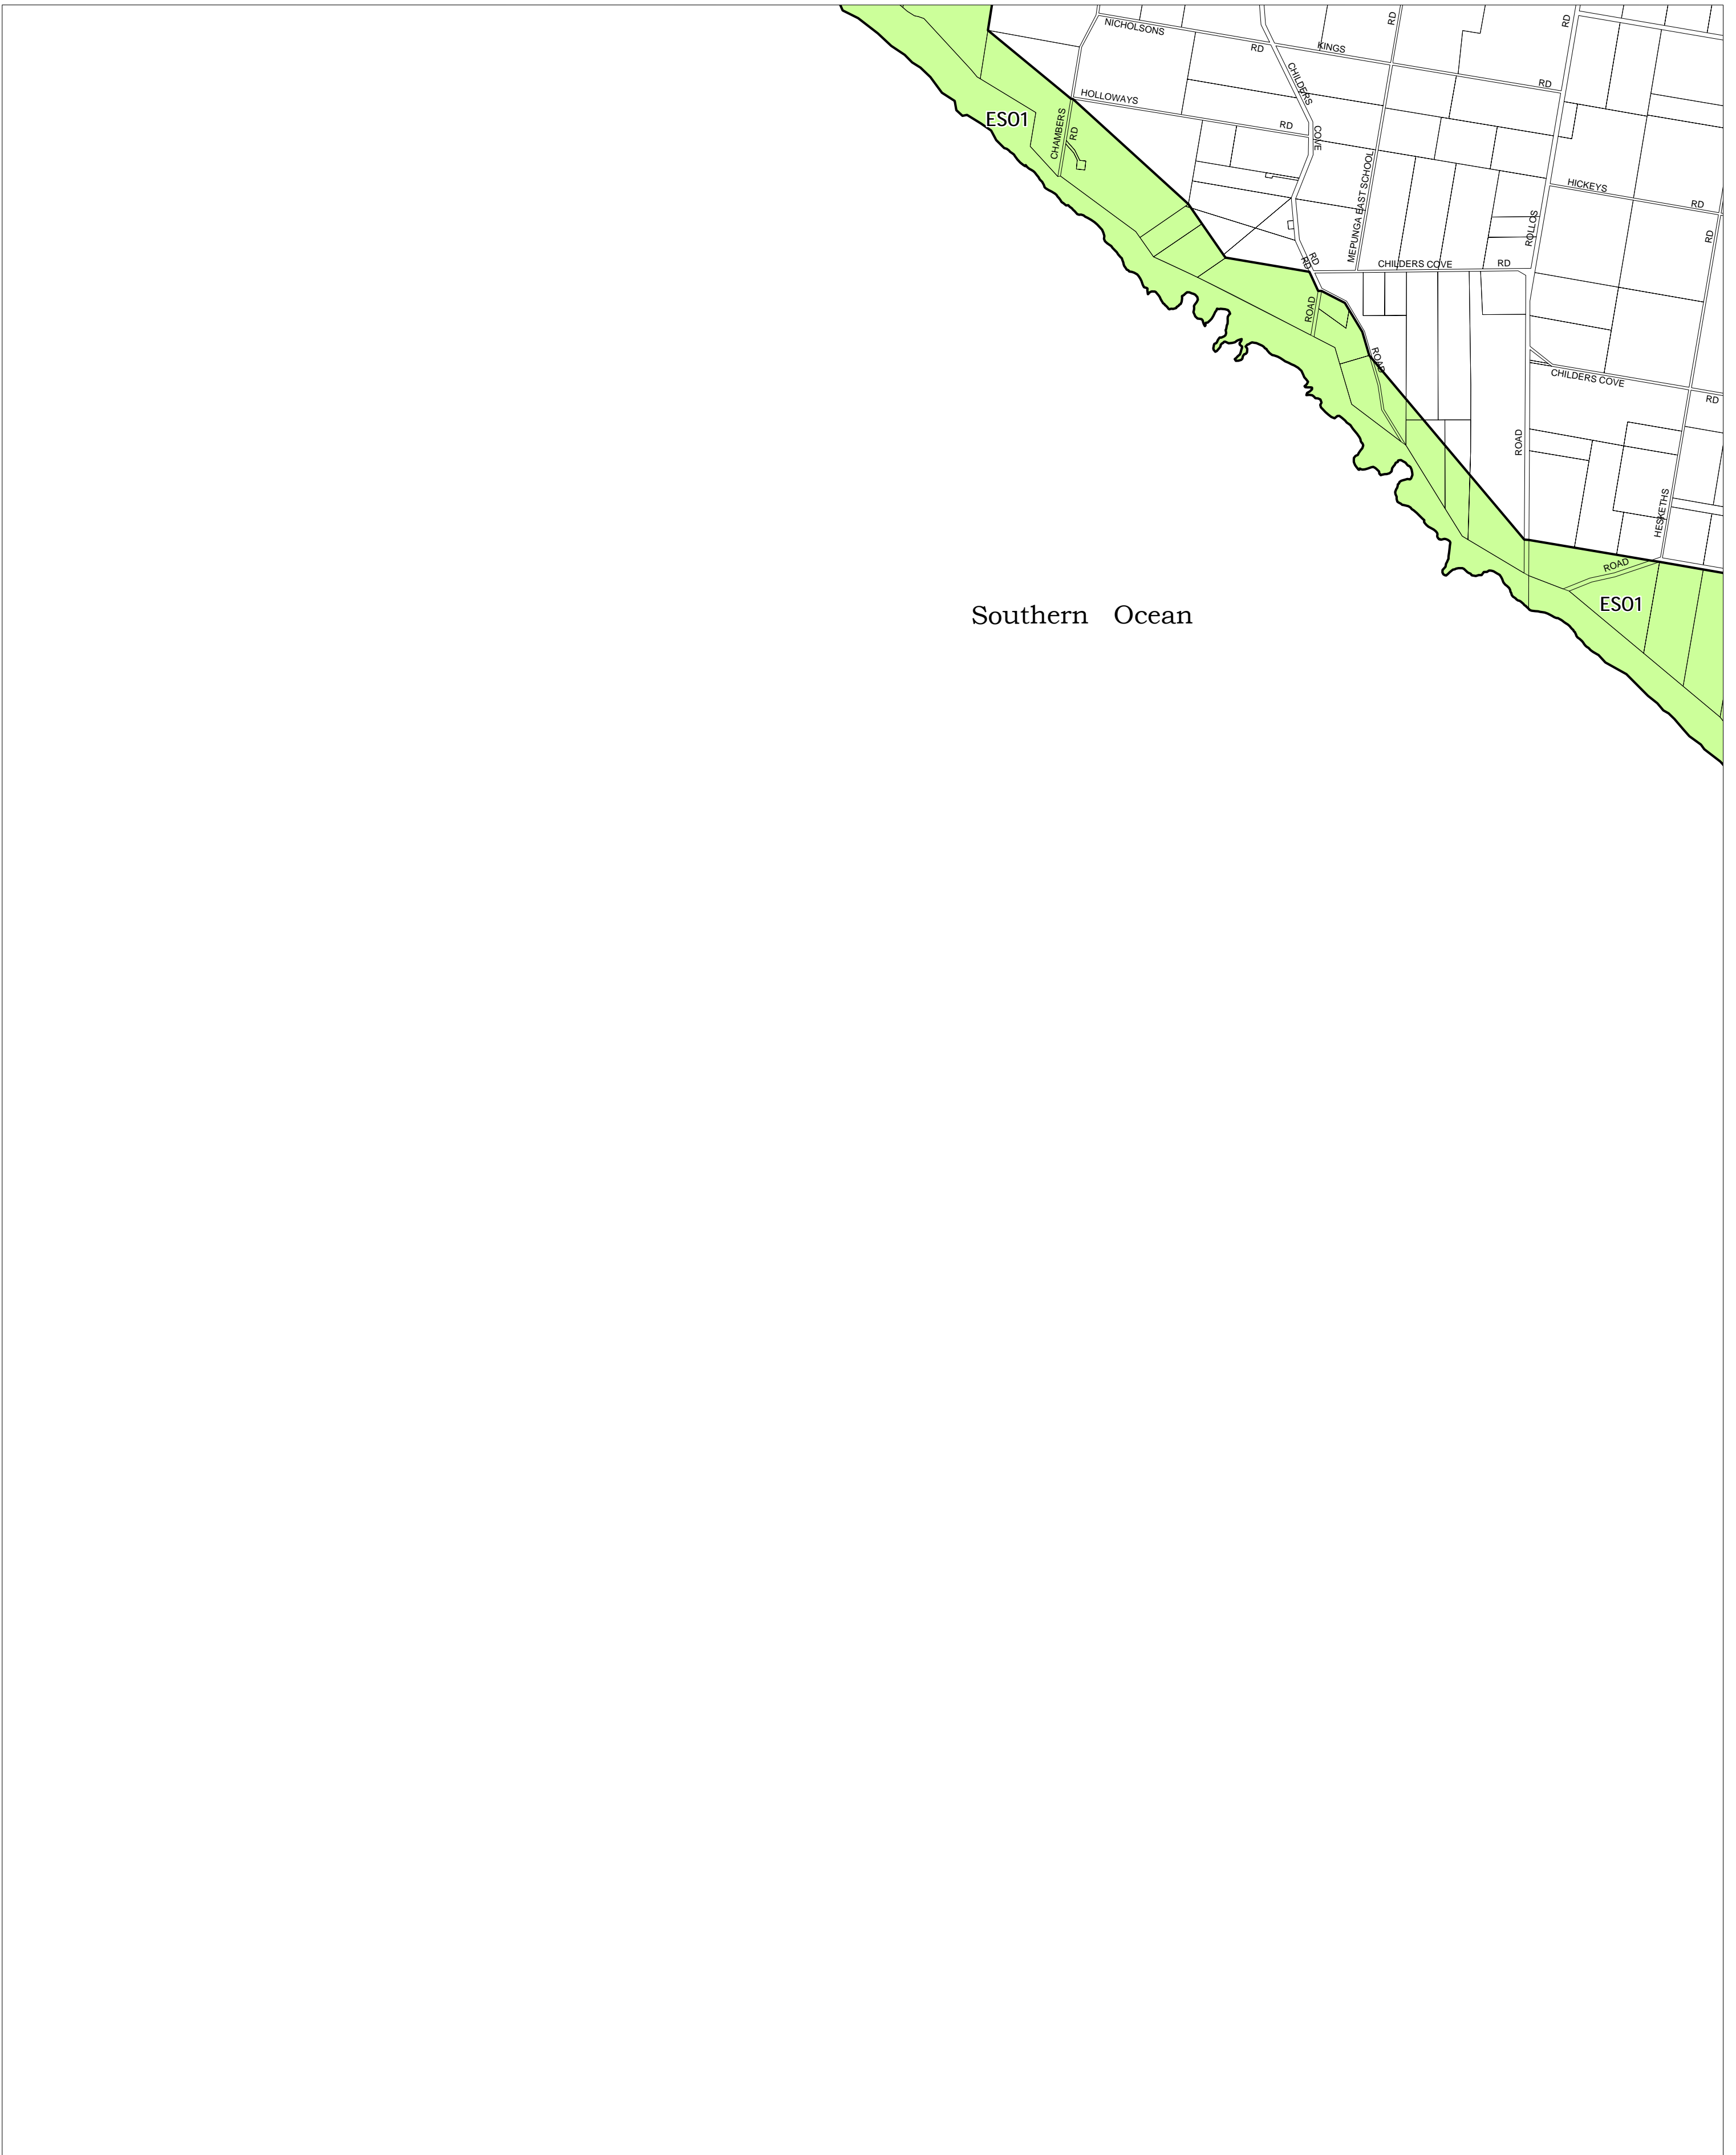 NICHOLSONS
RD
KINGS
RD
RD
RD
CHILDERS
COVE
RD
HOLLOWAYS
RD
ESO1
CHAMBERS
RD
MEPUNGA EAST SCHOOL
RD
HICKEYS
RD
ROLLOS
RD
CHILDERS COVE
RD
ROAD
ROAD
CHILDERS COVE
RD
ROAD
HESKETHS
ROAD
ESO1
Southern Ocean